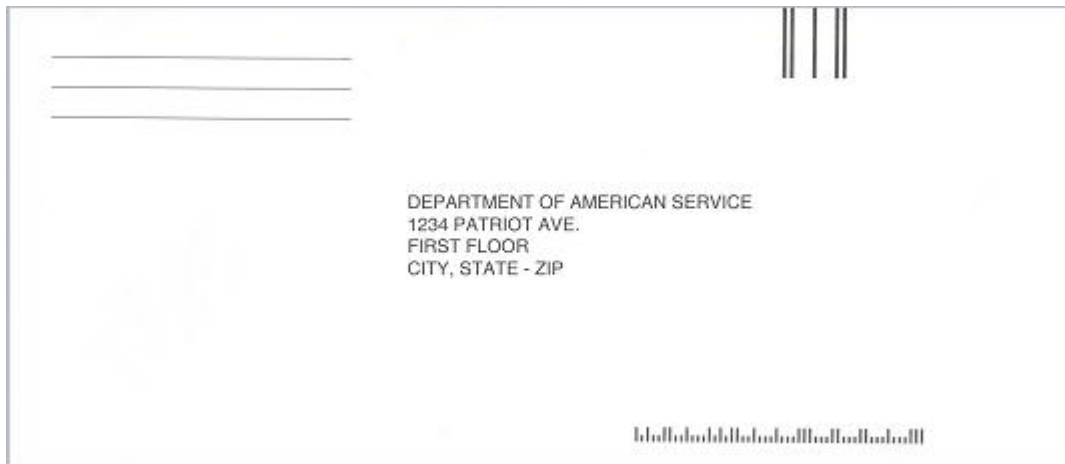 DEPARTMENT OF AMERICAN SERVICE
1234 PATRIOT AVE.
FIRST FLOOR
CITY, STATE - ZIP